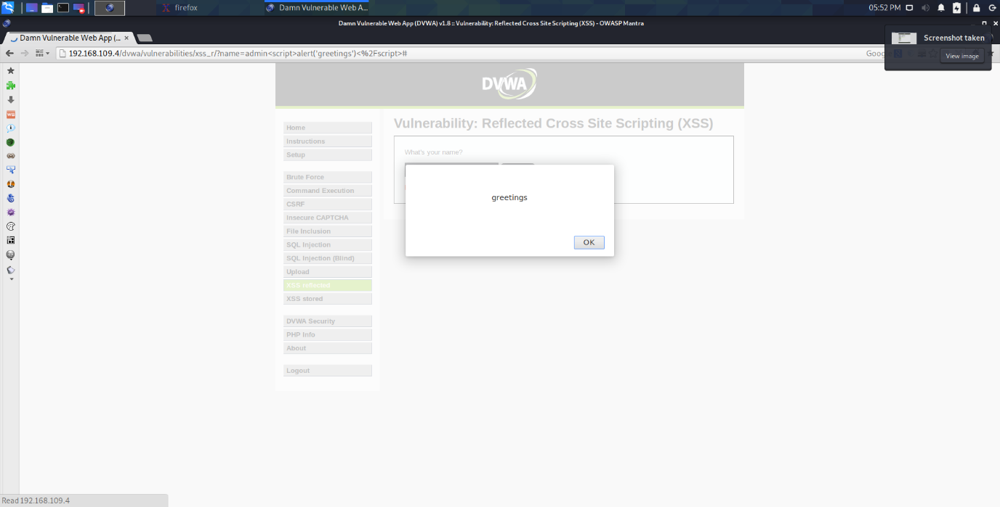 firefox
Damn Vulnerable Web A...
05:52 PM
Damn Vulnerable Web App (DVWA) v1.8 :: Vulnerability: Reflected Cross Site Scripting (XSS) - OWASP Mantra
Damn Vulnerable Web App (... ×
Screenshot taken
View image
192.168.109.4/dvwa/vulnerabilities/xss_r/?name=admin<script>alert('greetings')<%2Fscript>#
Google
DVWA
Home
Instructions
Setup
Brute Force
Command Execution
CSRF
Insecure CAPTCHA
File Inclusion
SQL Injection
SQL Injection (Blind)
Upload
XSS reflected
XSS stored
DVWA Security
PHP Info
About
Logout
Vulnerability: Reflected Cross Site Scripting (XSS)
What's your name?
greetings
OK
Read 192.168.109.4